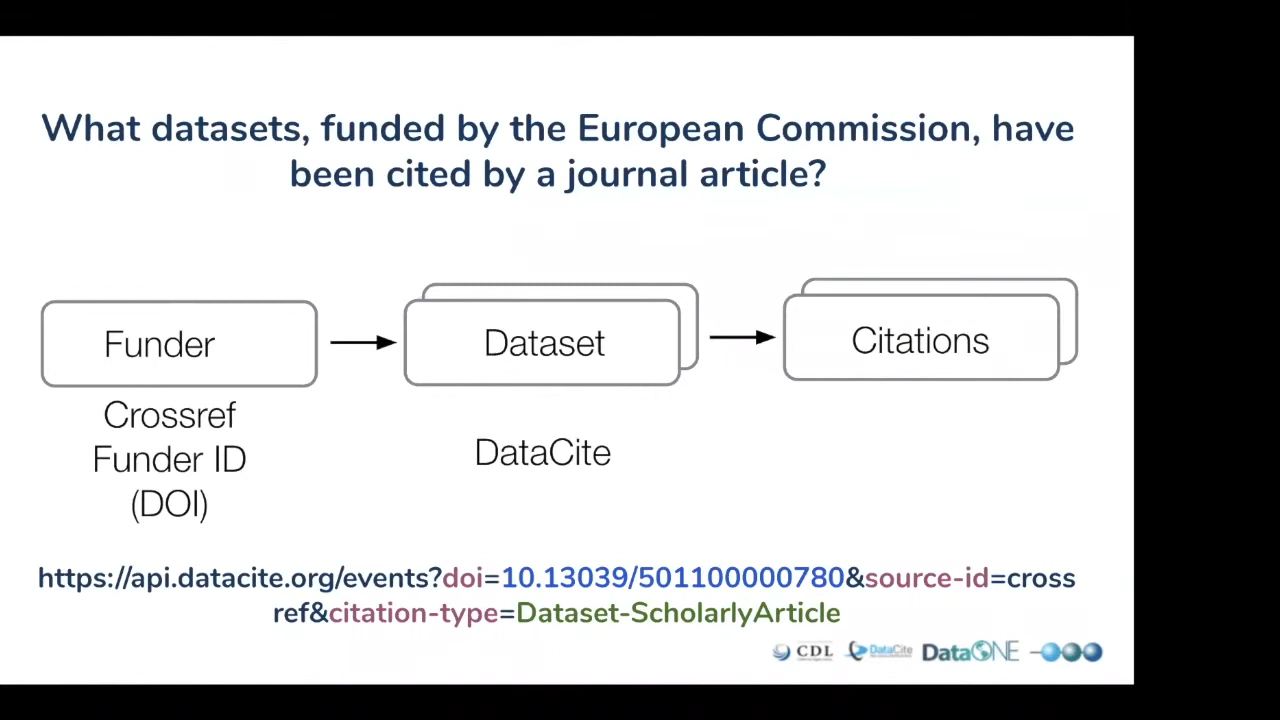 What datasets, funded by the European Commission, have
been cited by a journal article?
Funder
Dataset
Citations
Crossref
Funder ID
(DOI)
DataCite
https://api.datacite.org/events?doi=10.13039/501100000780&source-id=cross
ref&citation-type=Dataset-ScholarlyArticle
CDL DataCite DataONE